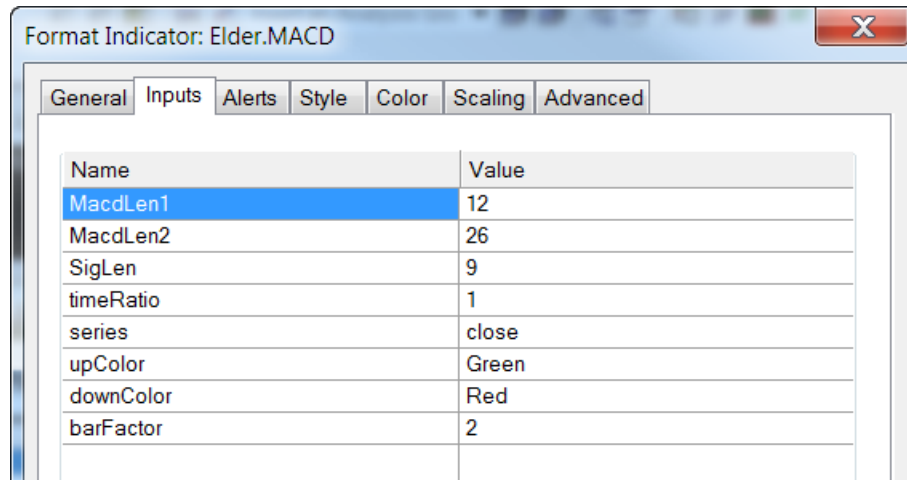 Format Indicator: Elder.MACD
X
General Inputs Alerts Style Color Scaling Advanced
Name Value
MacdLen1 12
MacdLen2 26
SigLen 9
timeRatio 1
series close
upColor Green
downColor Red
barFactor 2